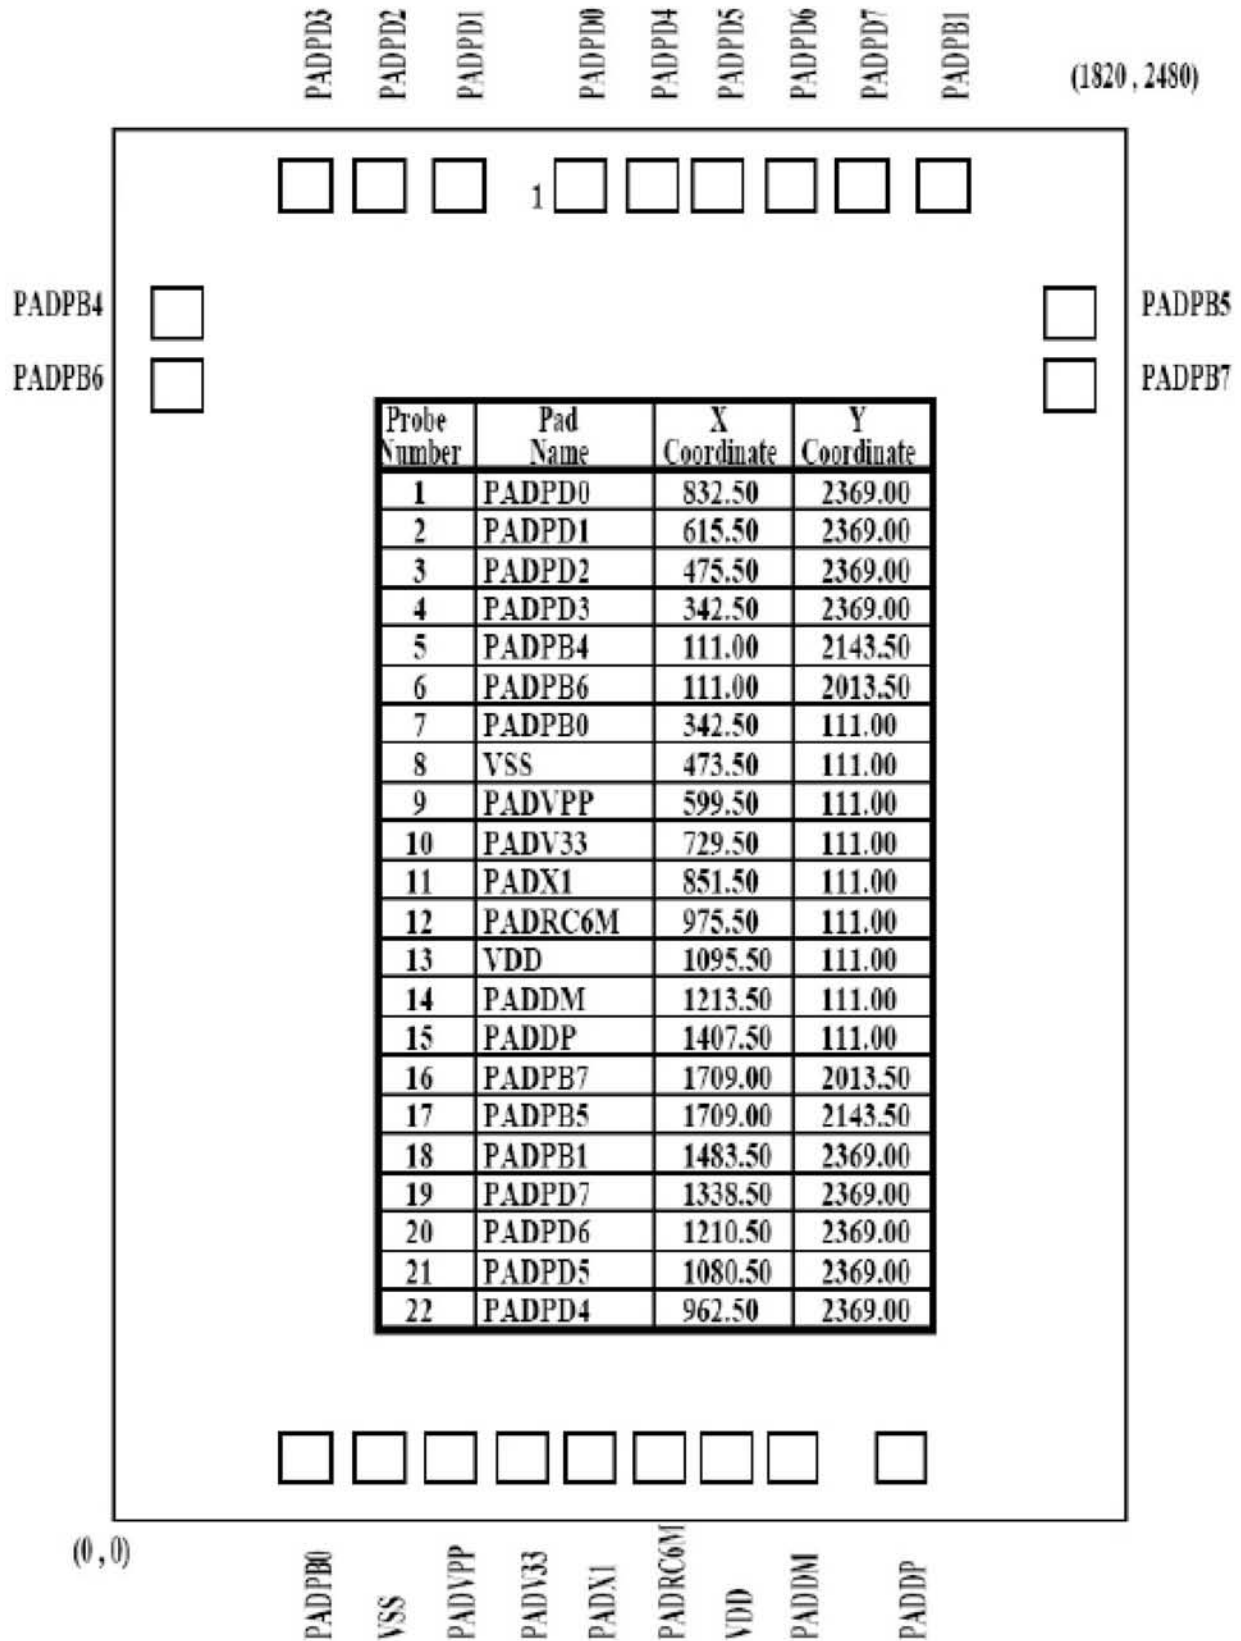 PADPD3 PADPD2 PADPD1 PADPD0 PADPD4 PADPD5 PADPD6 PADPD7 PADPB1
(1820 , 2480)
1
PADPB4
PADPB5
PADPB6
PADPB7
Probe Number Pad Name X Coordinate Y Coordinate
1 PADPD0 832.50 2369.00
2 PADPD1 615.50 2369.00
3 PADPD2 475.50 2369.00
4 PADPD3 342.50 2369.00
5 PADPB4 111.00 2143.50
6 PADPB6 111.00 2013.50
7 PADPB0 342.50 111.00
8 VSS 473.50 111.00
9 PADVPP 599.50 111.00
10 PADV33 729.50 111.00
11 PADX1 851.50 111.00
12 PADRC6M 975.50 111.00
13 VDD 1095.50 111.00
14 PADDM 1213.50 111.00
15 PADDP 1407.50 111.00
16 PADPB7 1709.00 2013.50
17 PADPB5 1709.00 2143.50
18 PADPB1 1483.50 2369.00
19 PADPD7 1338.50 2369.00
20 PADPD6 1210.50 2369.00
21 PADPD5 1080.50 2369.00
22 PADPD4 962.50 2369.00
(0 , 0)
PADPB0 VSS PADVPP PADV33 PADX1 PADRC6M VDD PADDM PADDP